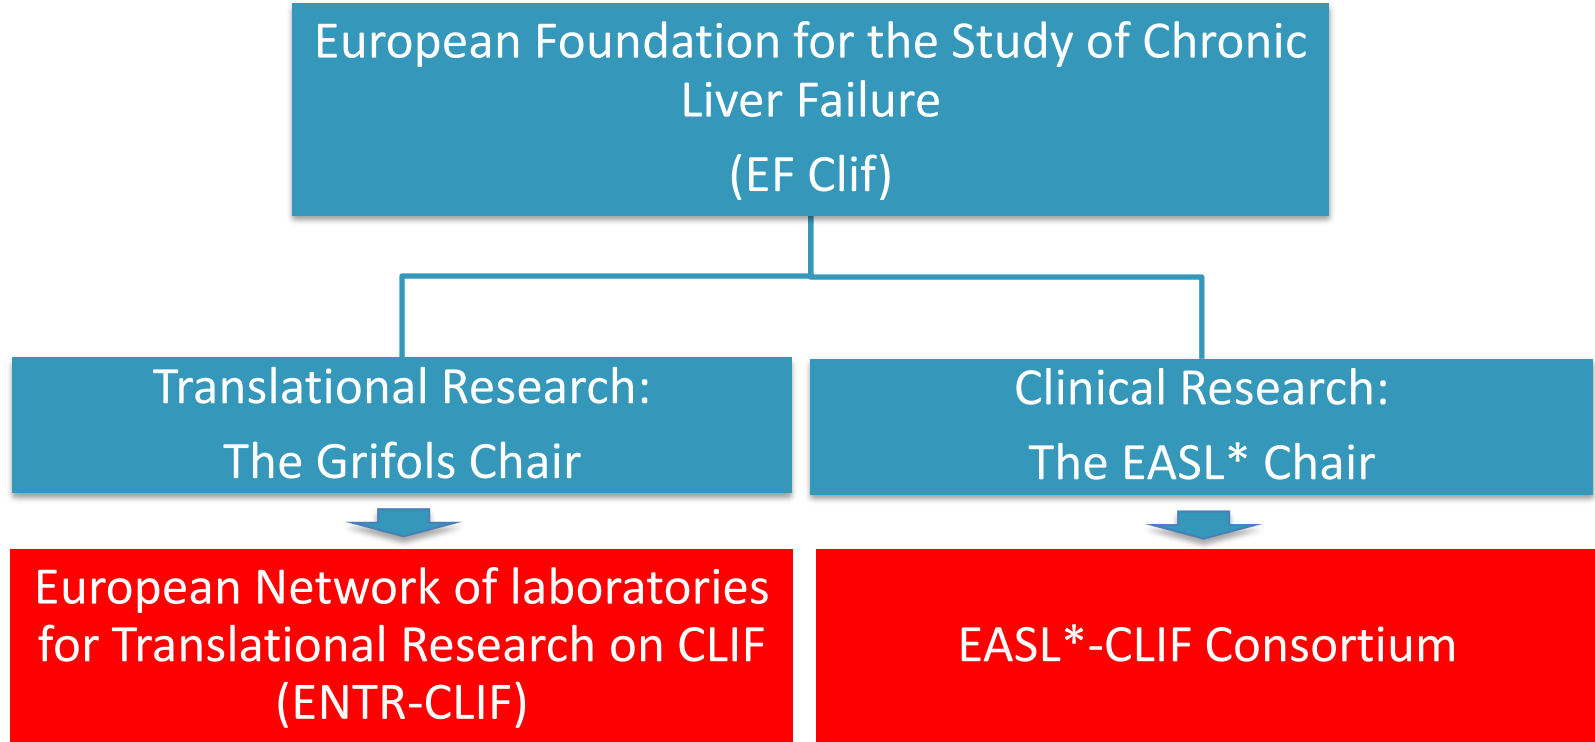 European Foundation for the Study of Chronic
Liver Failure
(EF Clif)
Translational Research:
The Grifols Chair
Clinical Research:
The EASL* Chair
European Network of laboratories
for Translational Research on CLIF
(ENTR-CLIF)
EASL*-CLIF Consortium